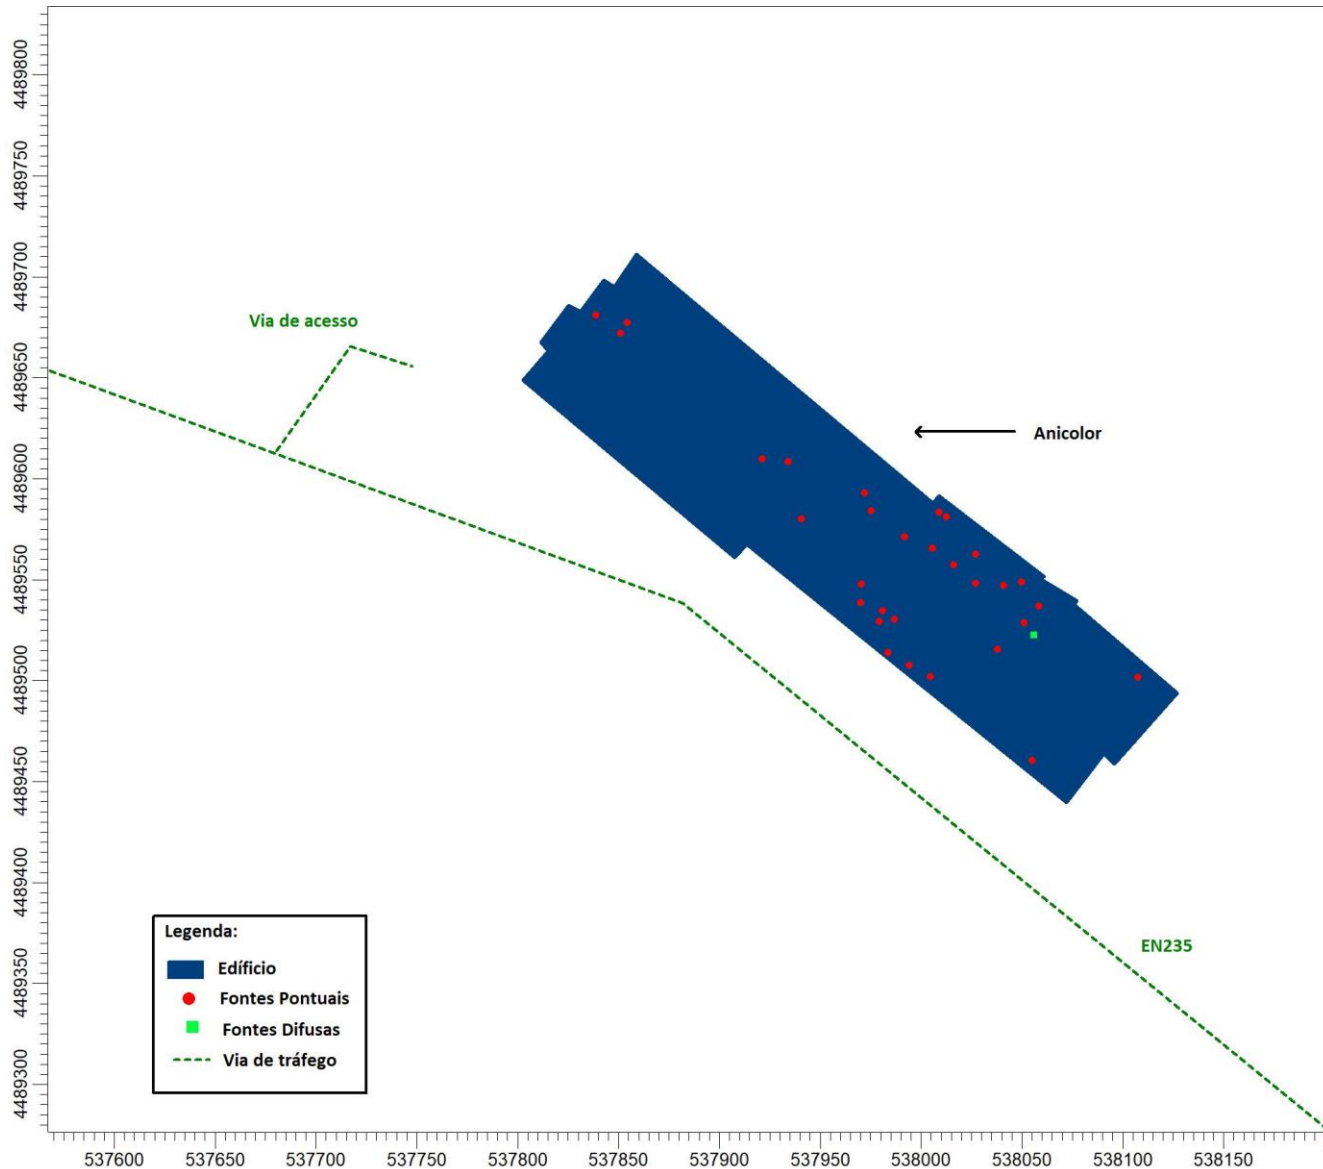 4489800
4489750
4489700
4489650
4489600
4489550
4489500
4489450
4489400
4489350
4489300
Via de acesso
Anicolor
EN235
Legenda:
Edíficio
Fontes Pontuais
Fontes Difusas
Via de tráfego
537600 537650 537700 537750 537800 537850 537900 537950 538000 538050 538100 538150